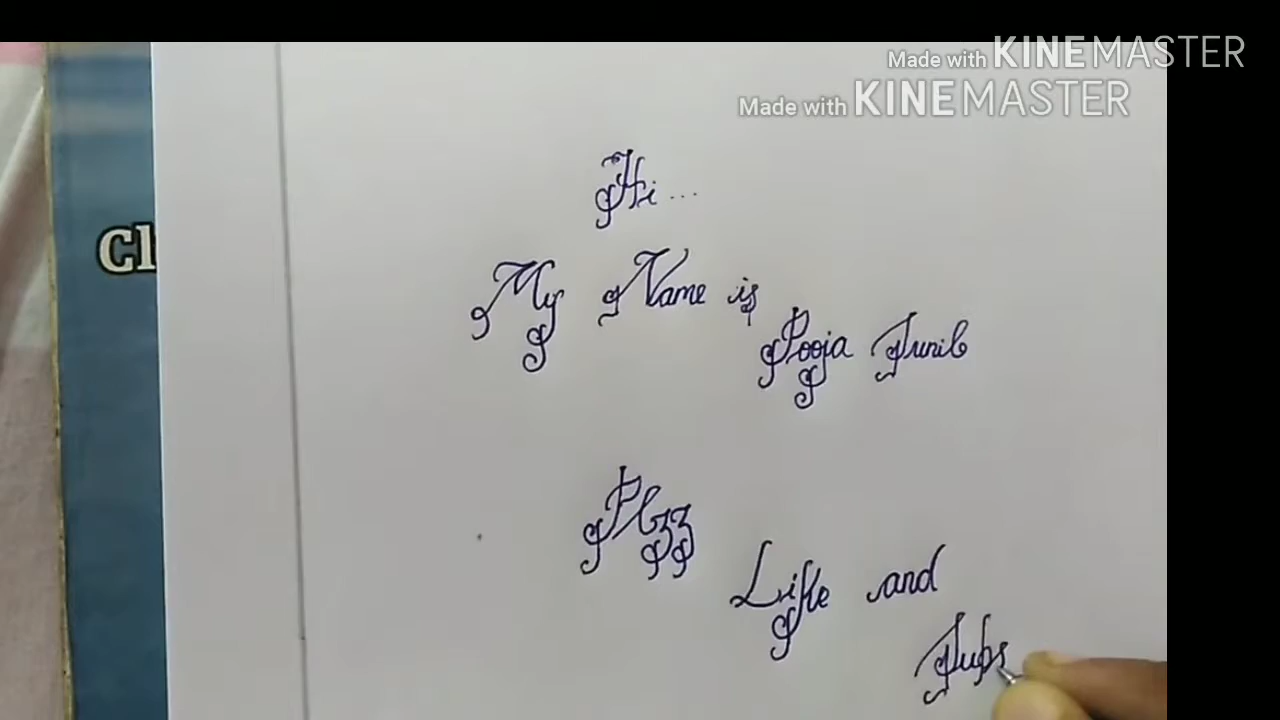 Made with KINEMASTER
Made with KINEMASTER
Cl
Hi...
My Name is
Pooja Sunil
Plzz
Like and
Subs